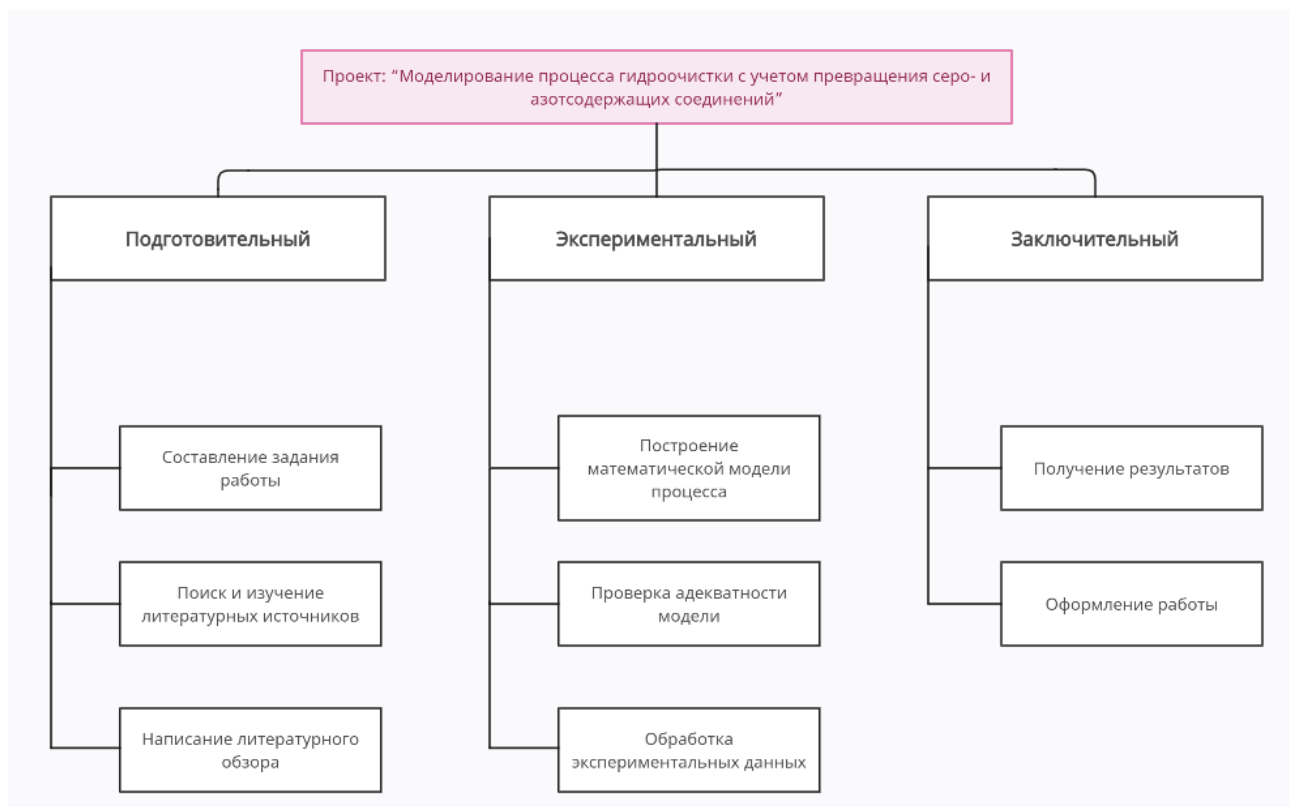 Проект: “Моделирование процесса гидроочистки с учетом превращения серо- и
азотсодержащих соединений”
Подготовительный
Экспериментальный
Заключительный
Составление задания
работы
Построение
математической модели
процесса
Получение результатов
Поиск и изучение
литературных источников
Проверка адекватности
модели
Оформление работы
Написание литературного
обзора
Обработка
экспериментальных данных